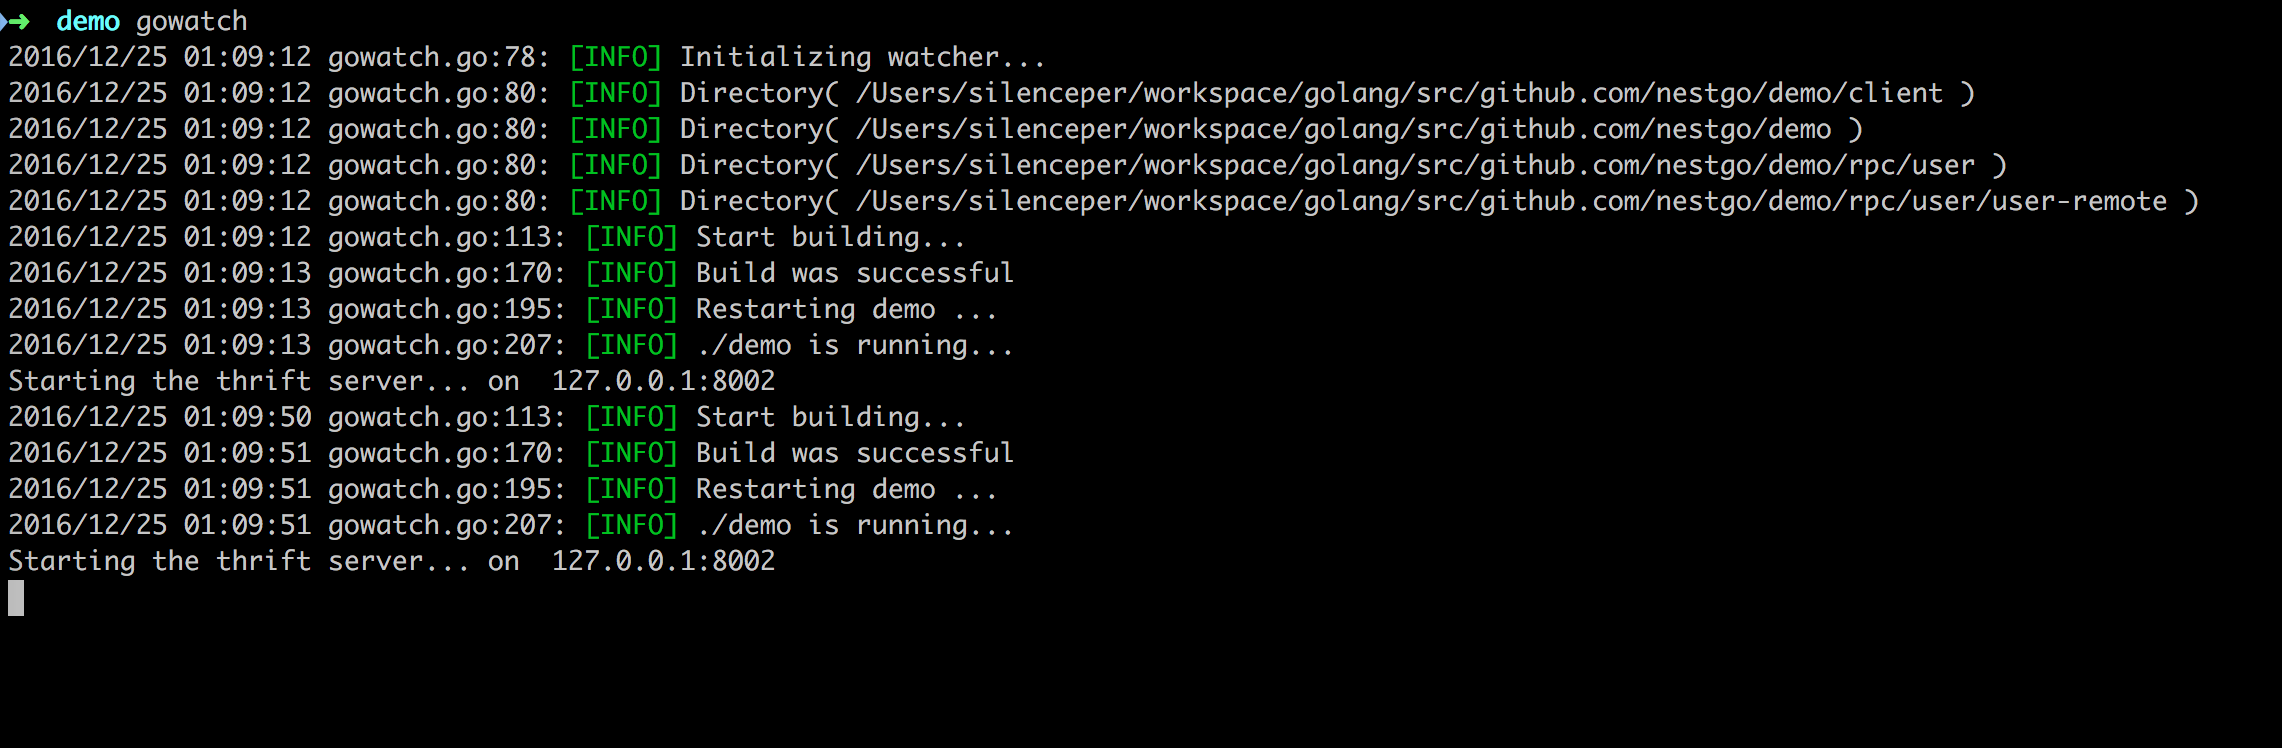 ➜  demo gowatch
2016/12/25 01:09:12 gowatch.go:78: [INFO] Initializing watcher...
2016/12/25 01:09:12 gowatch.go:80: [INFO] Directory( /Users/silenceper/workspace/golang/src/github.com/nestgo/demo/client )
2016/12/25 01:09:12 gowatch.go:80: [INFO] Directory( /Users/silenceper/workspace/golang/src/github.com/nestgo/demo )
2016/12/25 01:09:12 gowatch.go:80: [INFO] Directory( /Users/silenceper/workspace/golang/src/github.com/nestgo/demo/rpc/user )
2016/12/25 01:09:12 gowatch.go:80: [INFO] Directory( /Users/silenceper/workspace/golang/src/github.com/nestgo/demo/rpc/user/user-remote )
2016/12/25 01:09:12 gowatch.go:113: [INFO] Start building...
2016/12/25 01:09:13 gowatch.go:170: [INFO] Build was successful
2016/12/25 01:09:13 gowatch.go:195: [INFO] Restarting demo ...
2016/12/25 01:09:13 gowatch.go:207: [INFO] ./demo is running...
Starting the thrift server... on  127.0.0.1:8002
2016/12/25 01:09:50 gowatch.go:113: [INFO] Start building...
2016/12/25 01:09:51 gowatch.go:170: [INFO] Build was successful
2016/12/25 01:09:51 gowatch.go:195: [INFO] Restarting demo ...
2016/12/25 01:09:51 gowatch.go:207: [INFO] ./demo is running...
Starting the thrift server... on  127.0.0.1:8002